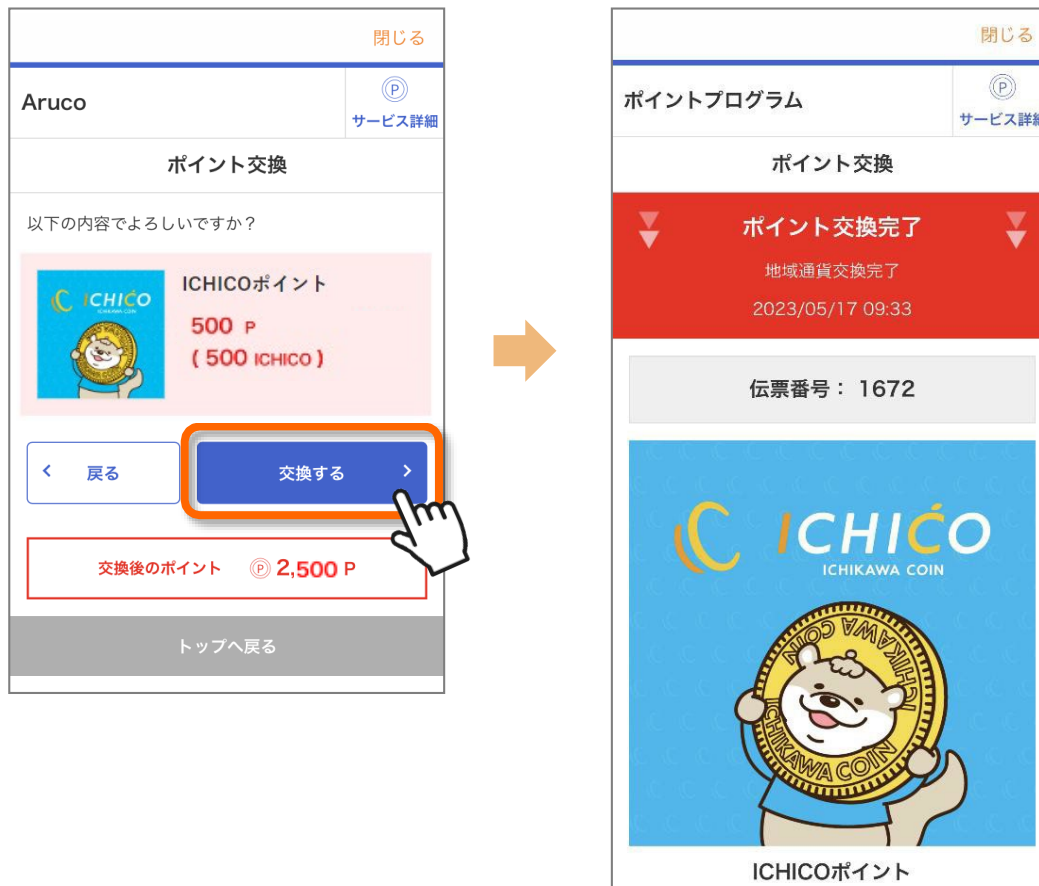 閉じる
Aruco
P
サービス詳細
ポイント交換
以下の内容でよろしいですか？
ICHICO
ICHIKAWA COIN
ICHICOポイント
500 P
( 500 ICHICO )
戻る
交換する
交換後のポイント P 2,500 P
トップへ戻る
閉じる
ポイントプログラム
P
サービス詳細
ポイント交換
ポイント交換完了
地域通貨交換完了
2023/05/17 09:33
伝票番号： 1672
ICHICO
ICHIKAWA COIN
ICHIKAWA COIN
ICHIKAWA COIN
ICHICOポイント